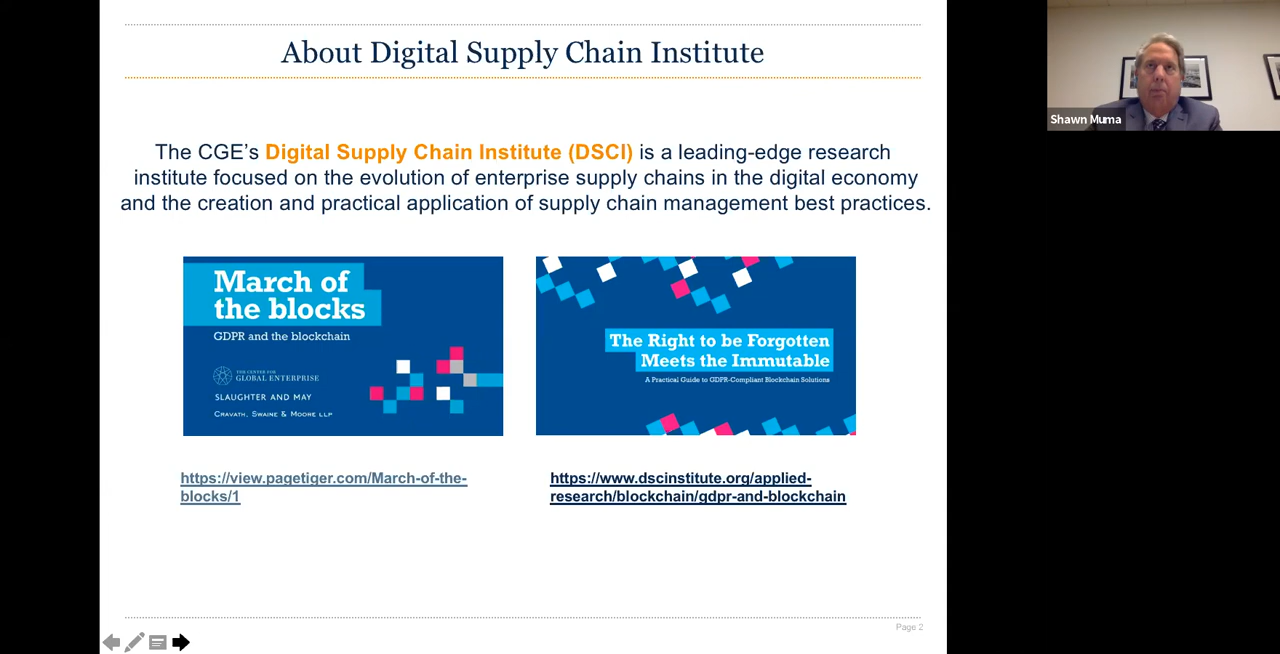 About Digital Supply Chain Institute
Shawn Muma
The CGE’s Digital Supply Chain Institute (DSCI) is a leading-edge research
institute focused on the evolution of enterprise supply chains in the digital economy
and the creation and practical application of supply chain management best practices.
March of
the blocks
GDPR and the blockchain
THE CENTER FOR
GLOBAL ENTERPRISE
SLAUGHTER AND MAY
CRAVATH, SWAINE & MOORE LLP
The Right to be Forgotten
Meets the Immutable
A Practical Guide to GDPR-Compliant Blockchain Solutions
https://view.pagetiger.com/March-of-the-
blocks/1
https://www.dscinstitute.org/applied-
research/blockchain/gdpr-and-blockchain
Page 2